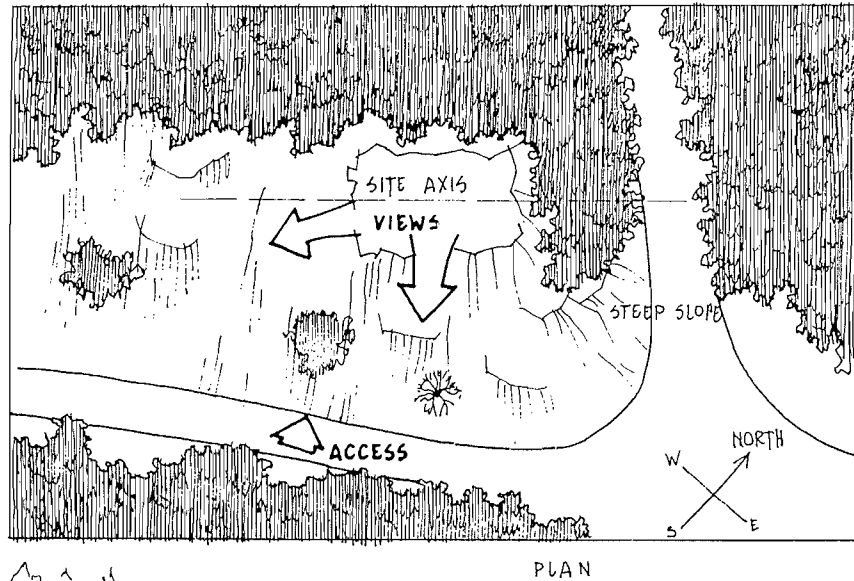 SITE AXIS
VIEWS
STEEP SLOPE
ACCESS
NORTH
W
S
E
PLAN